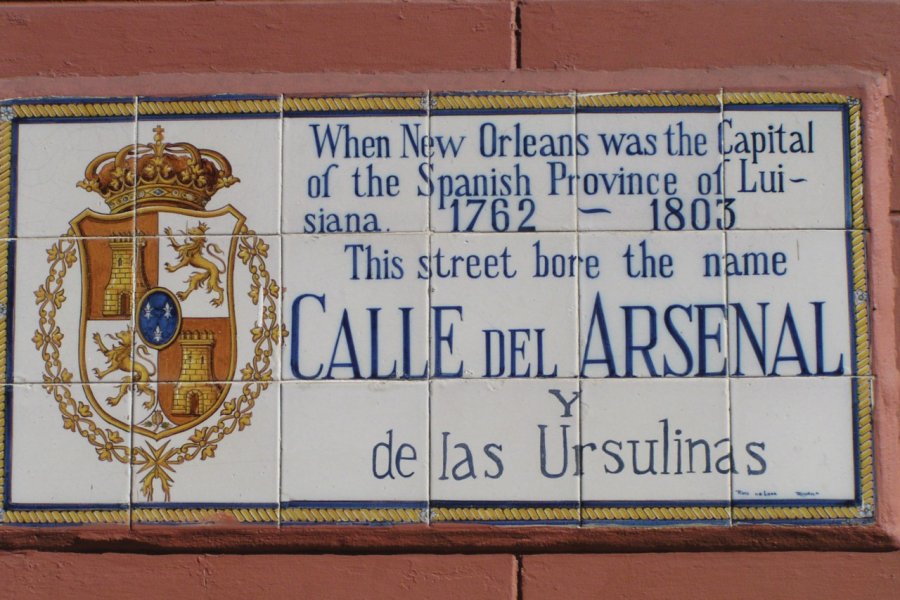 When New Orleans was the Capital
of the Spanish Province of Lui-
siana. 1762 – 1803
This street bore the name
CALLE DEL ARSENAL
Y
de las Ursulinas